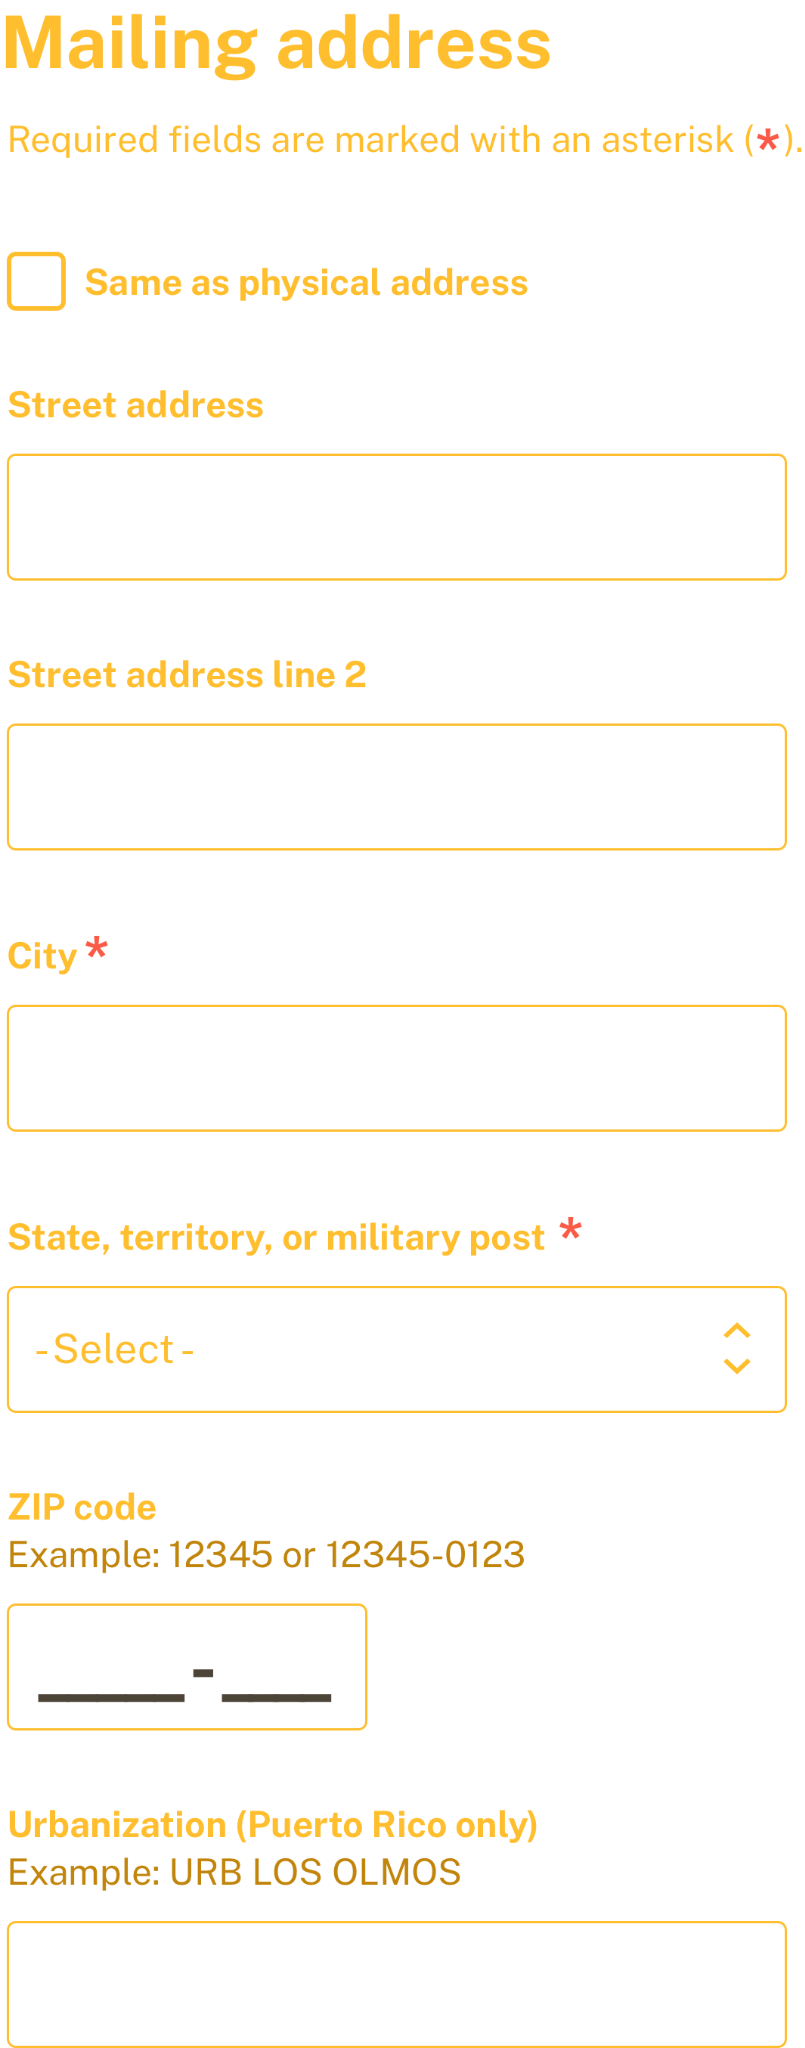 Mailing address
Required fields are marked with an asterisk (*).
Same as physical address
Street address
Street address line 2
City *
State, territory, or military post *
- Select -
ZIP code
Example: 12345 or 12345-0123
_____-____
Urbanization (Puerto Rico only)
Example: URB LOS OLMOS